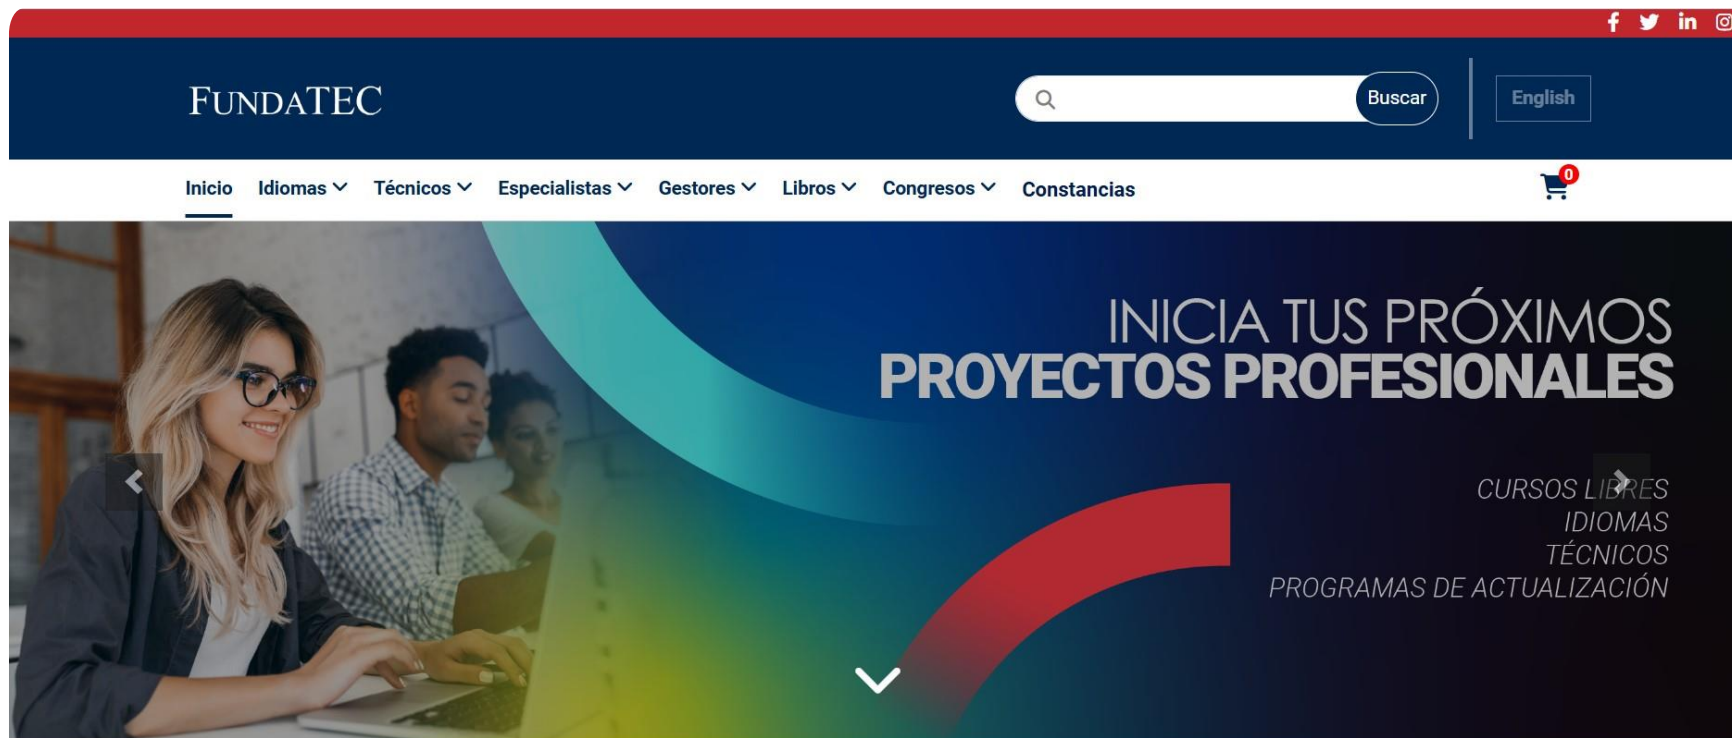 FUNDATEC
Buscar
English
Inicio Idiomas Técnicos Especialistas Gestores Libros Congresos Constancias
0
INICIA TUS PRÓXIMOS
PROYECTOS PROFESIONALES
CURSOS LIBRES
IDIOMAS
TÉCNICOS
PROGRAMAS DE ACTUALIZACIÓN